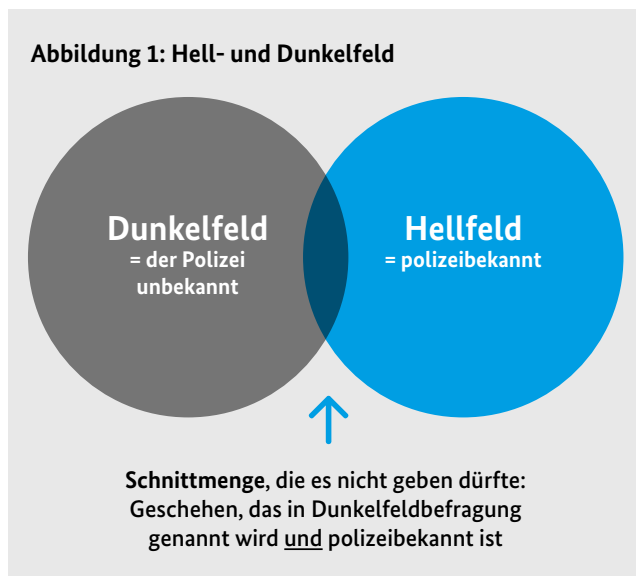 Abbildung 1: Hell- und Dunkelfeld
Dunkelfeld
= der Polizei
unbekannt
Hellfeld
= polizeibekannt
Schnittmenge, die es nicht geben dürfte:
Geschehen, das in Dunkelfeldbefragung
genannt wird und polizeibekannt ist